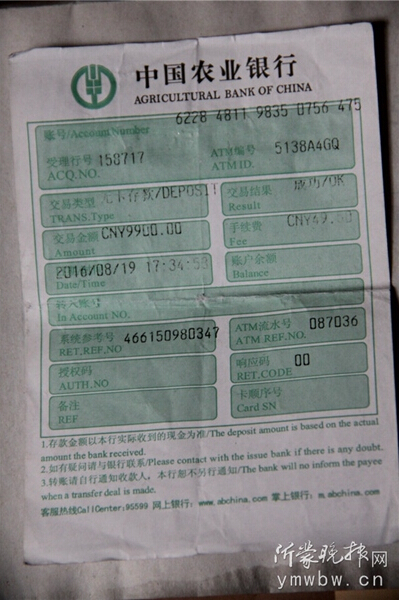 中国农业银行
AGRICULTURAL BANK OF CHINA
6228 4811 9835 0756 475
账号/Account Number
受理行号 158717 ATM编号 5138A4GQ
ACQ.NO. ATM ID.
交易类型 无卡存款/DEPOSIT 交易结果 成功/OK
TRANS.Type Result
交易金额 CNY9900.00 手续费 CNY49.50
Amount Fee
2016/08/19 17:34:53 账户余额
Date/Time Balance
转入账号
In Account NO.
系统参考号 466150980347 ATM流水号 087036
RET.REF.NO ATM REF.NO.
授权码 响应码 00
AUTH.NO RET.CODE
备注 卡顺序号
REF Card SN
1.存款金额以本行实际收到的现金为准/The deposit amount is based on the actual
amount the bank received.
2.如有疑问请与银行联系/Please contact with the issue bank if there is any doubt.
3.转账请自行通知收款人,本行恕不另行通知/The bank will no inform the payee
when a transfer deal is made.
客服热线CallCenter:95599 网上银行: www.abchina.com 掌上银行: m.abchina.com
沂蒙晚报网
ymwbw.cn